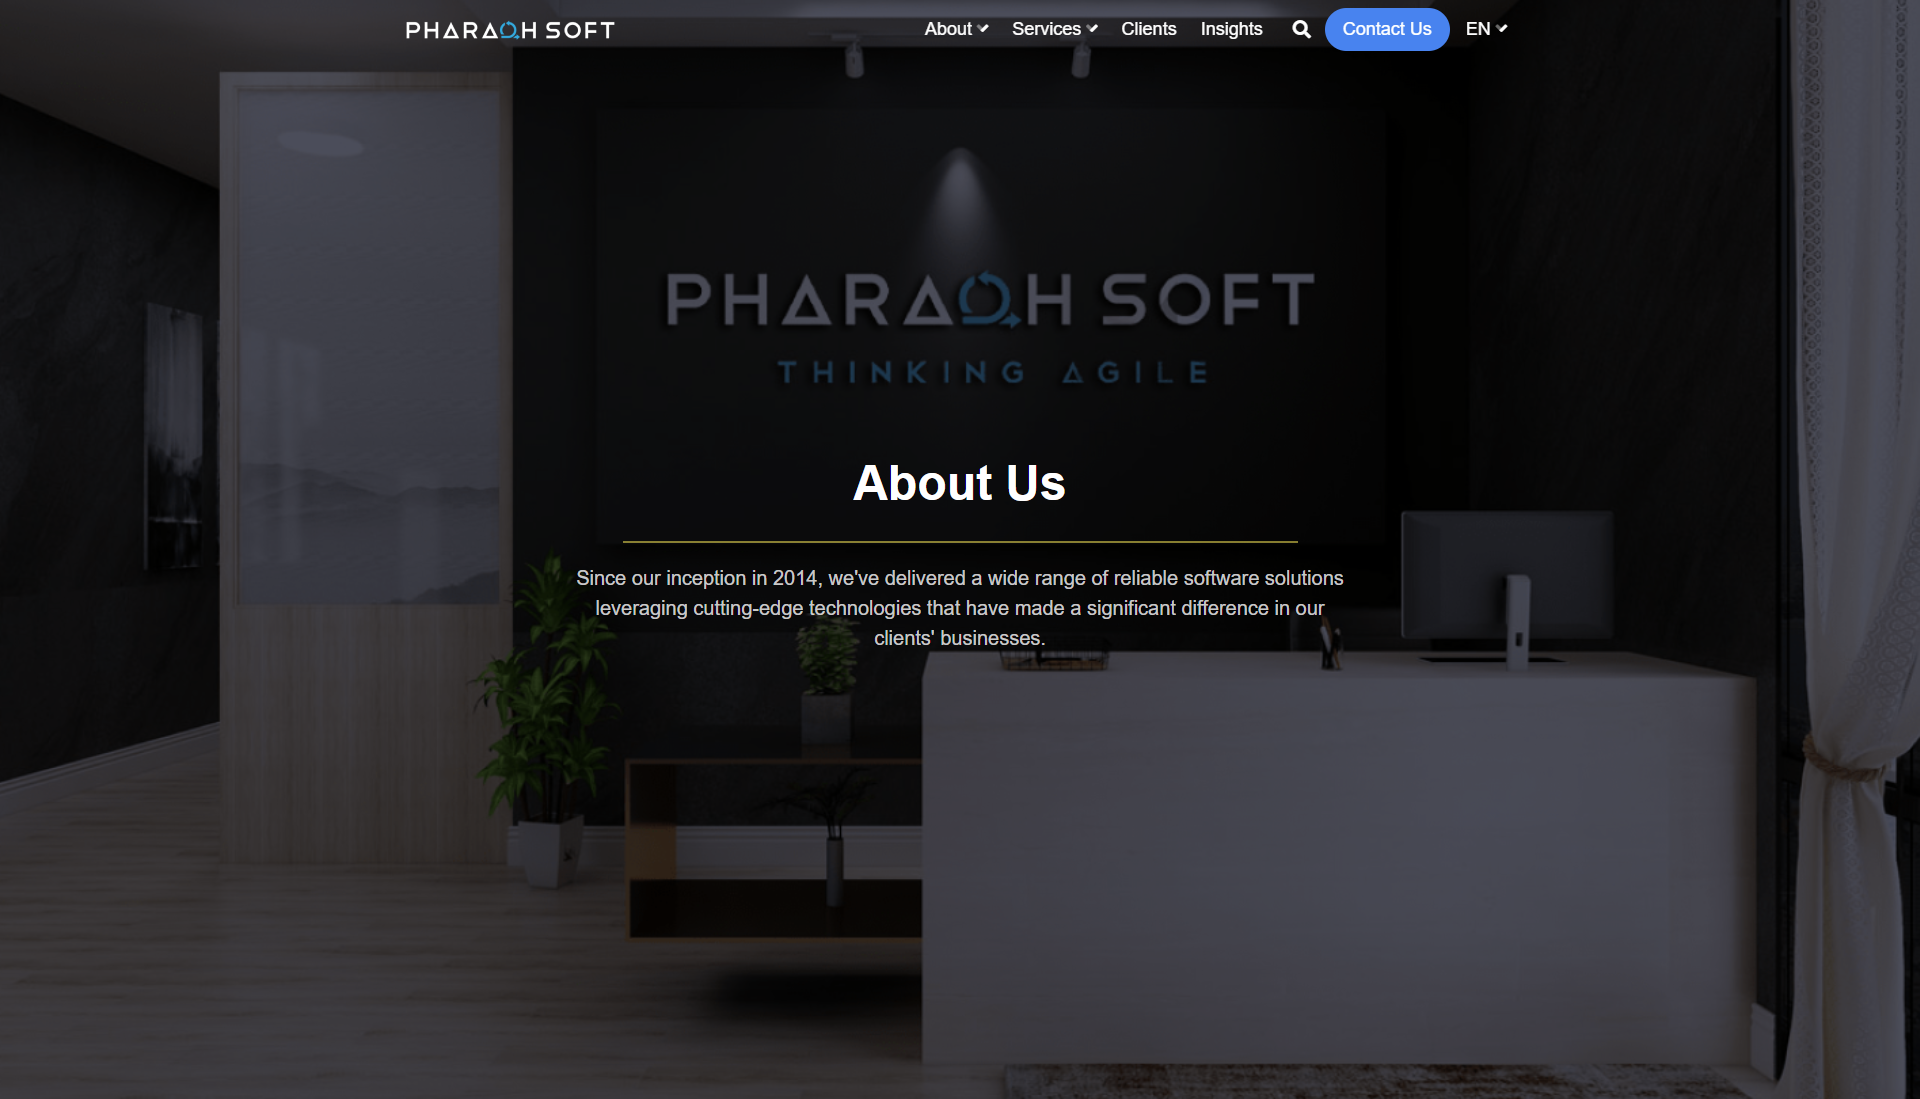 PHARAOH SOFT
About
Services
Clients
Insights
Contact Us
EN
PHARAOH SOFT
THINKING AGILE
About Us
Since our inception in 2014, we've delivered a wide range of reliable software solutions
leveraging cutting-edge technologies that have made a significant difference in our
clients' businesses.